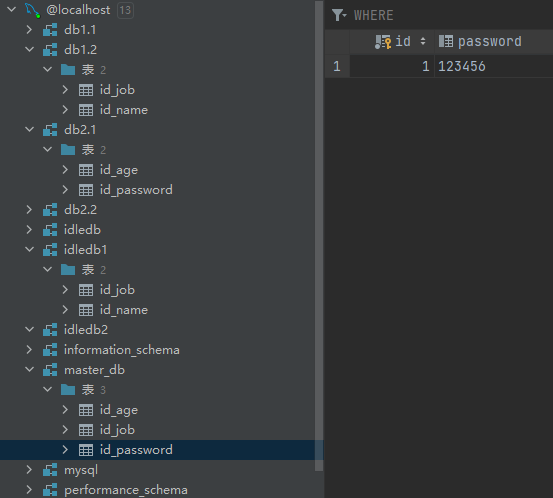 @localhost 13
db1.1
db1.2
表 2
id_job
id_name
db2.1
表 2
id_age
id_password
db2.2
idledb
idledb1
表 2
id_job
id_name
idledb2
information_schema
master_db
表 3
id_age
id_job
id_password
mysql
performance_schema
WHERE
id password
1 1 123456